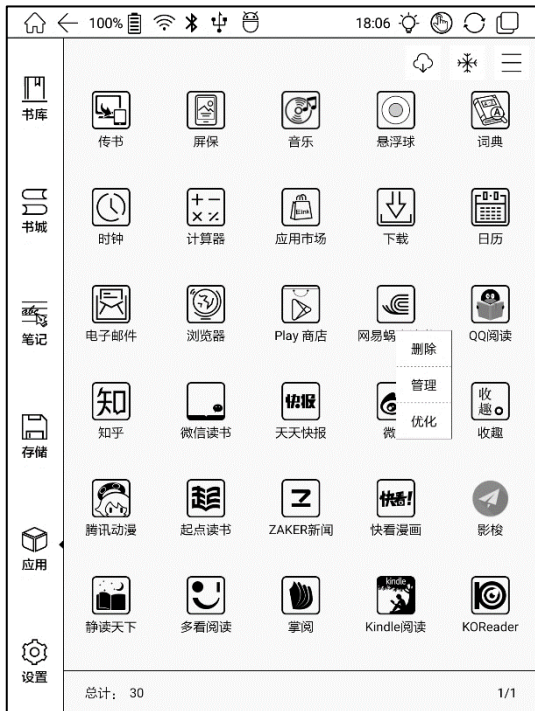 100%
18:06
书库
书城
笔记
存储
应用
设置
传书
屏保
音乐
悬浮球
词典
时钟
计算器
Eink
应用市场
下载
日历
电子邮件
浏览器
Play 商店
网易蜗
QQ阅读
删除
管理
优化
知
知乎
微信读书
快报
天天快报
微
收趣
收趣
腾讯动漫
起
起点读书
Z
ZAKER新闻
快看!
快看漫画
影梭
静读天下
多看阅读
掌阅
kindle
Kindle阅读
KOReader
总计: 30
1/1